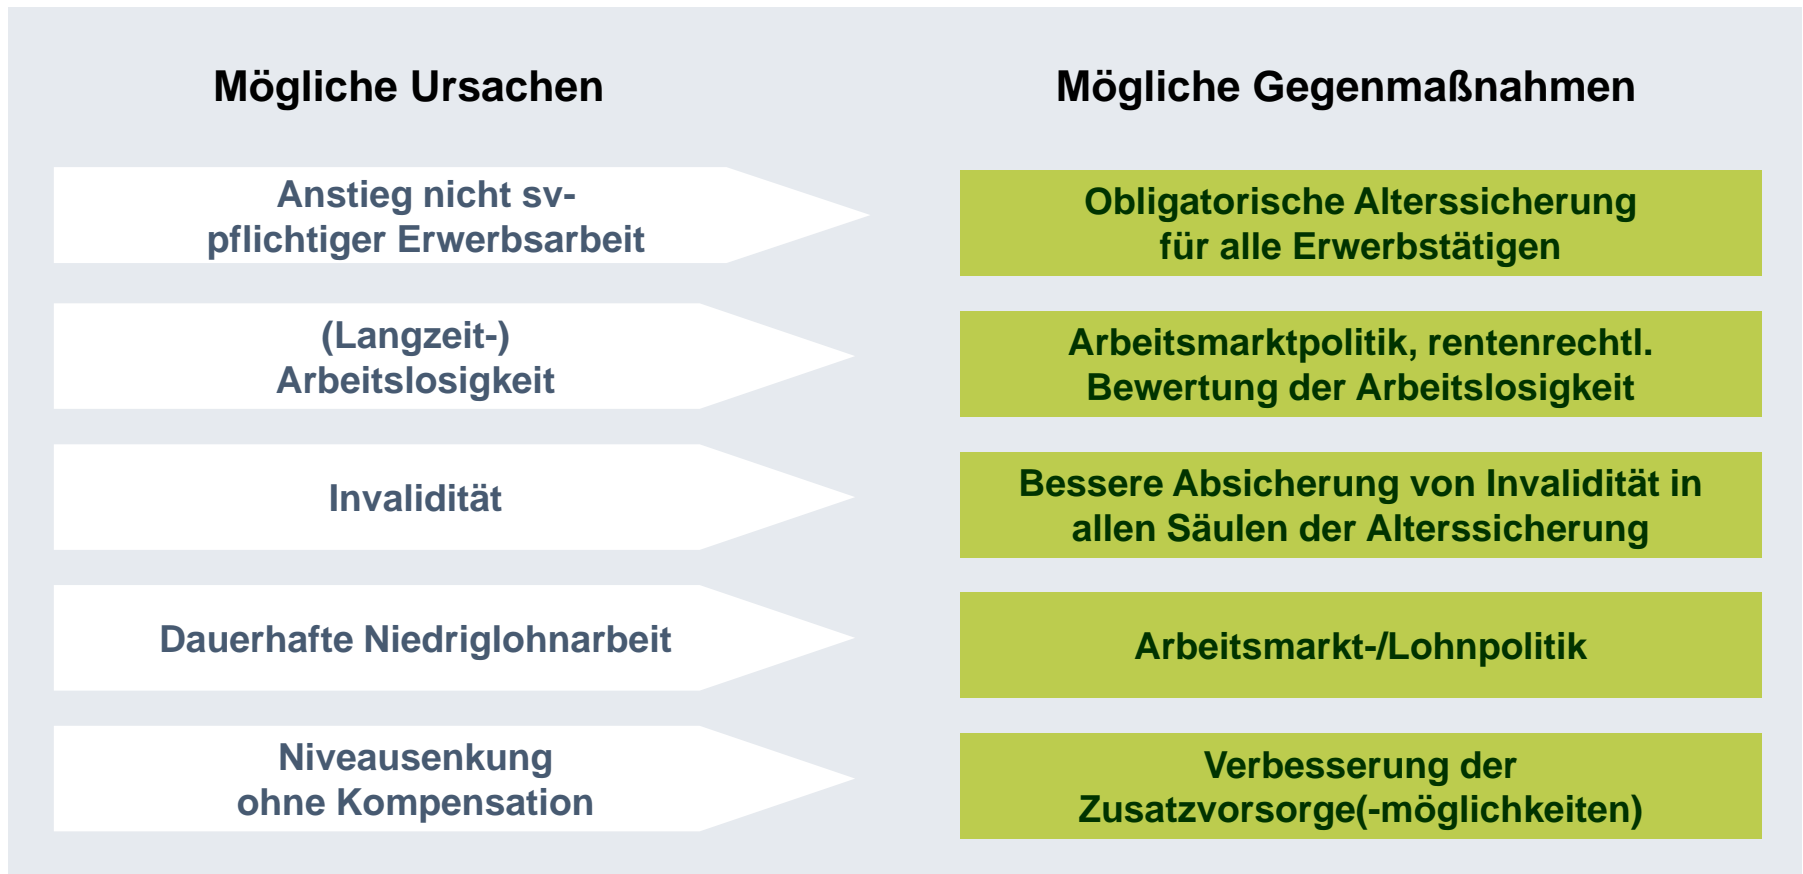 Mögliche Ursachen
Mögliche Gegenmaßnahmen
Anstieg nicht sv-
pflichtiger Erwerbsarbeit
Obligatorische Alterssicherung
für alle Erwerbstätigen
(Langzeit-)
Arbeitslosigkeit
Arbeitsmarktpolitik, rentenrechtl.
Bewertung der Arbeitslosigkeit
Invalidität
Bessere Absicherung von Invalidität in
allen Säulen der Alterssicherung
Dauerhafte Niedriglohnarbeit
Arbeitsmarkt-/Lohnpolitik
Niveausenkung
ohne Kompensation
Verbesserung der
Zusatzvorsorge(-möglichkeiten)